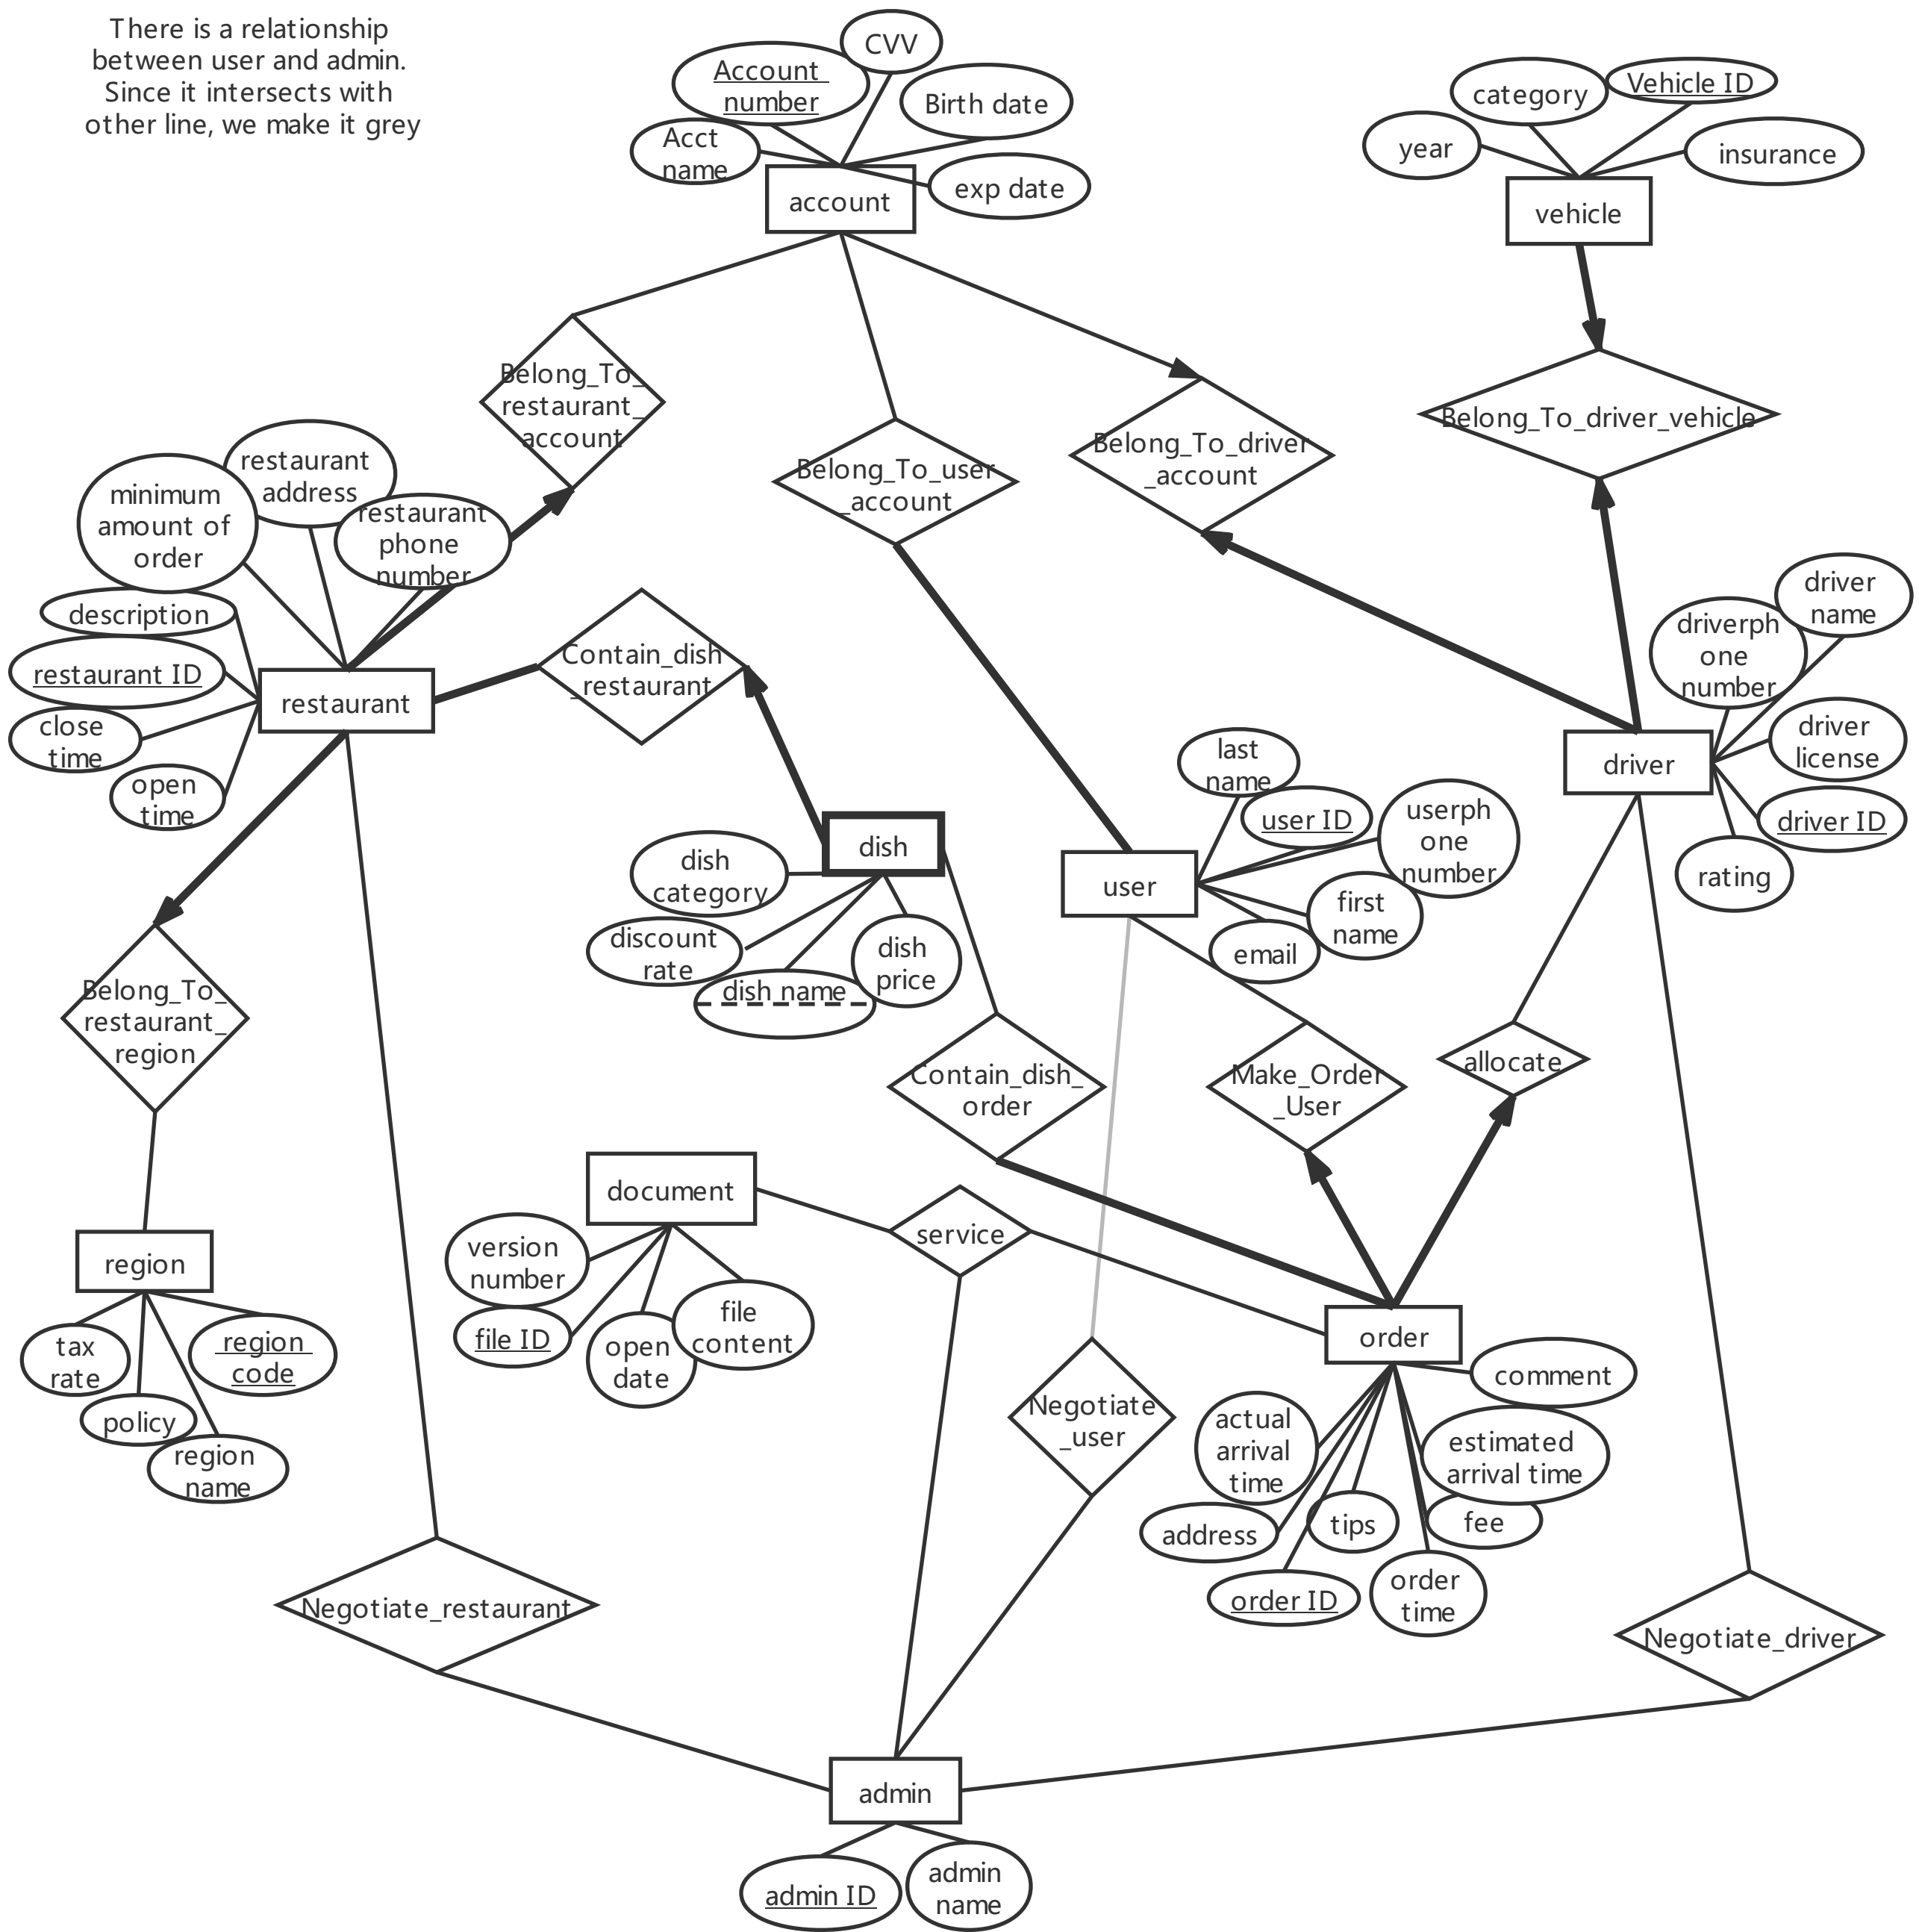 There is a relationship
between user and admin.
Since it intersects with
other line, we make it grey
CVV
Account
number
Birth date
Acct
name
exp date
account
category
Vehicle ID
year
insurance
vehicle
Belong_To_
restaurant_
account
Belong_To_user
_account
Belong_To_driver
_account
Belong_To_driver_vehicle
restaurant
address
minimum
amount of
order
restaurant
phone
number
description
restaurant ID
close
time
open
time
restaurant
Contain_dish
_restaurant
driver
name
driverph
one
number
driver
license
driver ID
rating
driver
last
name
user ID
userph
one
number
first
name
email
user
dish
dish
category
discount
rate
dish name
dish
price
Belong_To_
restaurant_
region
Contain_dish_
order
Make_Order
_User
allocate
document
service
version
number
file ID
open
date
file
content
region
tax
rate
region
code
policy
region
name
order
comment
actual
arrival
time
estimated
arrival time
address
tips
fee
order ID
order
time
Negotiate
_user
Negotiate_restaurant
Negotiate_driver
admin
admin ID
admin
name